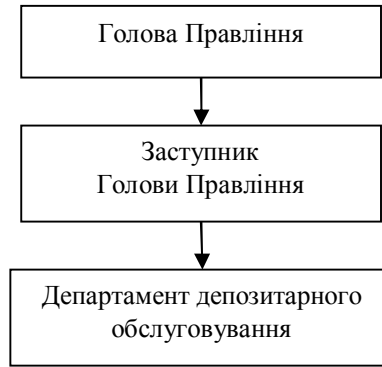 Голова Правління
Заступник
Голови Правління
Департамент депозитарного
обслуговування